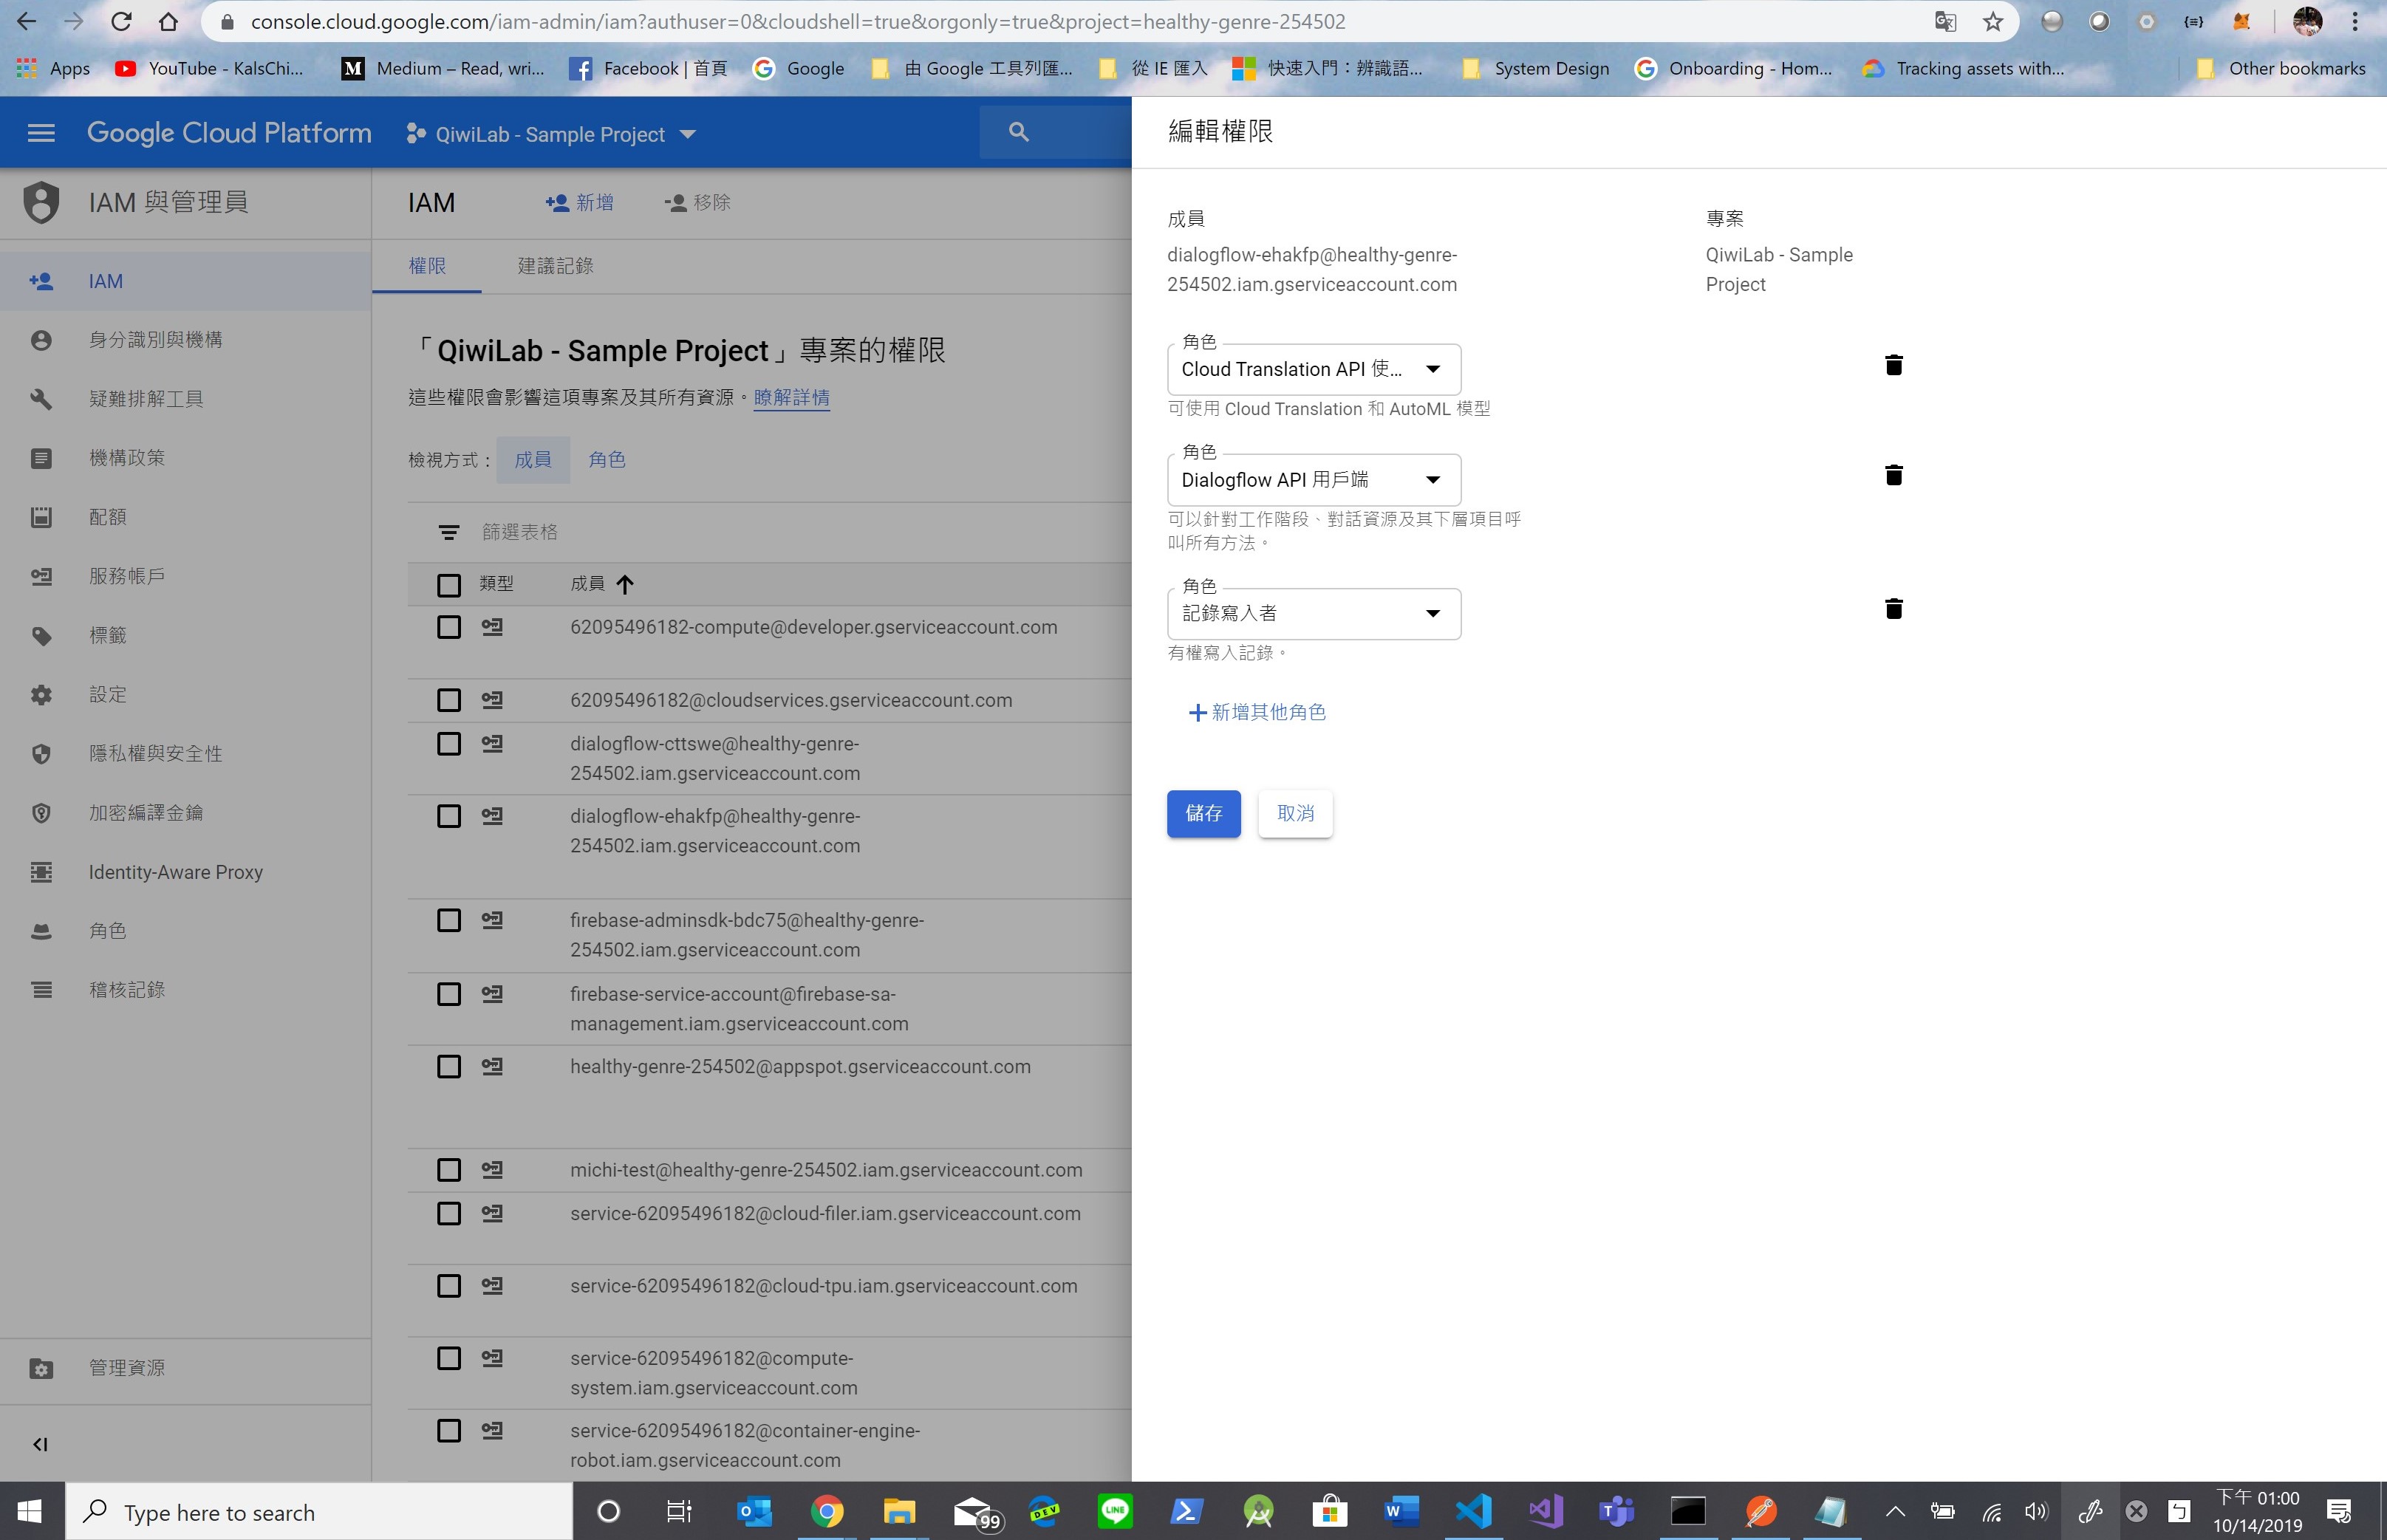 console.cloud.google.com/iam-admin/iam?authuser=0&cloudshell=true&orgonly=true&project=healthy-genre-254502
Apps
YouTube - KalsChi...
Medium – Read, wri...
Facebook | 首頁
Google
由 Google 工具列匯...
從 IE 匯入
快速入門：辨識語...
System Design
Onboarding - Hom...
Tracking assets with...
Other bookmarks
Google Cloud Platform
QiwiLab - Sample Project
IAM 與管理員
IAM
身分識別與機構
疑難排解工具
機構政策
配額
服務帳戶
標籤
設定
隱私權與安全性
加密編譯金鑰
Identity-Aware Proxy
角色
稽核記錄
管理資源
IAM
新增
移除
權限
建議記錄
「QiwiLab - Sample Project」專案的權限
這些權限會影響這項專案及其所有資源。瞭解詳情
檢視方式：
成員
角色
篩選表格
類型
成員
62095496182-compute@developer.gserviceaccount.com
62095496182@cloudservices.gserviceaccount.com
dialogflow-cttswe@healthy-genre-
254502.iam.gserviceaccount.com
dialogflow-ehakfp@healthy-genre-
254502.iam.gserviceaccount.com
firebase-adminsdk-bdc75@healthy-genre-
254502.iam.gserviceaccount.com
firebase-service-account@firebase-sa-
management.iam.gserviceaccount.com
healthy-genre-254502@appspot.gserviceaccount.com
michi-test@healthy-genre-254502.iam.gserviceaccount.com
service-62095496182@cloud-filer.iam.gserviceaccount.com
service-62095496182@cloud-tpu.iam.gserviceaccount.com
service-62095496182@compute-
system.iam.gserviceaccount.com
service-62095496182@container-engine-
robot.iam.gserviceaccount.com
編輯權限
成員
dialogflow-ehakfp@healthy-genre-
254502.iam.gserviceaccount.com
專案
QiwiLab - Sample
Project
角色
Cloud Translation API 使...
可使用 Cloud Translation 和 AutoML 模型
角色
Dialogflow API 用戶端
可以針對工作階段、對話資源及其下層項目呼
叫所有方法。
角色
記錄寫入者
有權寫入記錄。
新增其他角色
儲存
取消
Type here to search
99
DEV
LINE
下午 01:00
10/14/2019